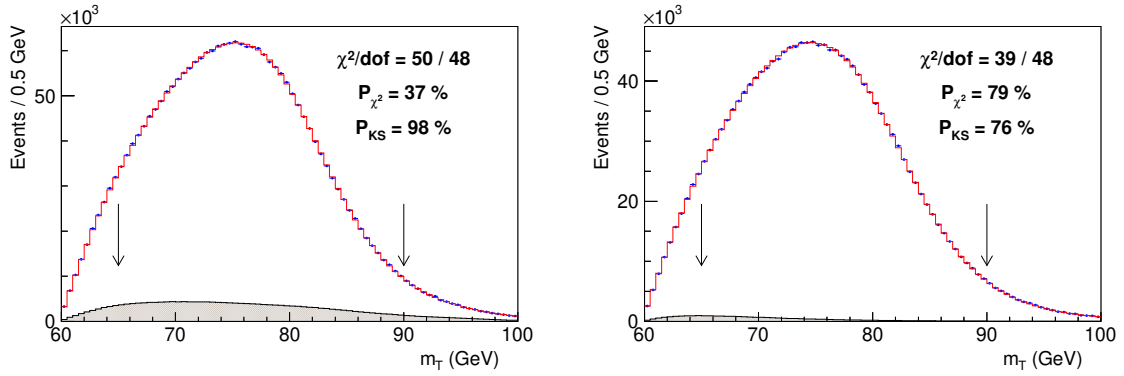 ×10³
Events / 0.5 GeV
50
0
60
70
80
90
100
m_T (GeV)
χ²/dof = 50 / 48
P_χ² = 37 %
P_KS = 98 %
×10³
Events / 0.5 GeV
40
20
0
60
70
80
90
100
m_T (GeV)
χ²/dof = 39 / 48
P_χ² = 79 %
P_KS = 76 %